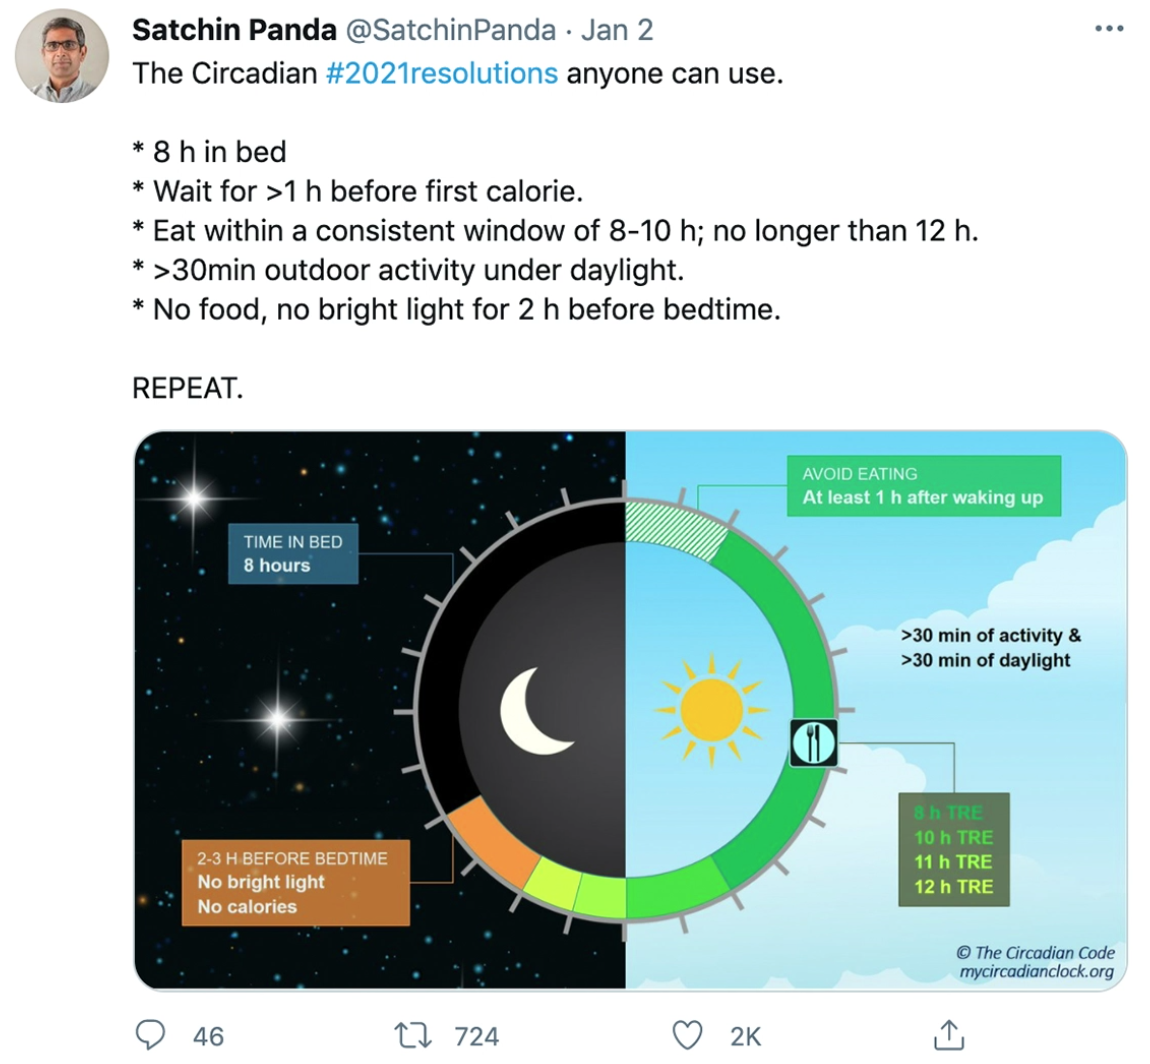 Satchin Panda @SatchinPanda · Jan 2
The Circadian #2021resolutions anyone can use.
* 8 h in bed
* Wait for >1 h before first calorie.
* Eat within a consistent window of 8-10 h; no longer than 12 h.
* >30min outdoor activity under daylight.
* No food, no bright light for 2 h before bedtime.
REPEAT.
AVOID EATING
At least 1 h after waking up
TIME IN BED
8 hours
>30 min of activity &
>30 min of daylight
8 h TRE
10 h TRE
11 h TRE
12 h TRE
2-3 H BEFORE BEDTIME
No bright light
No calories
© The Circadian Code
mycircadianclock.org
46 724 2K